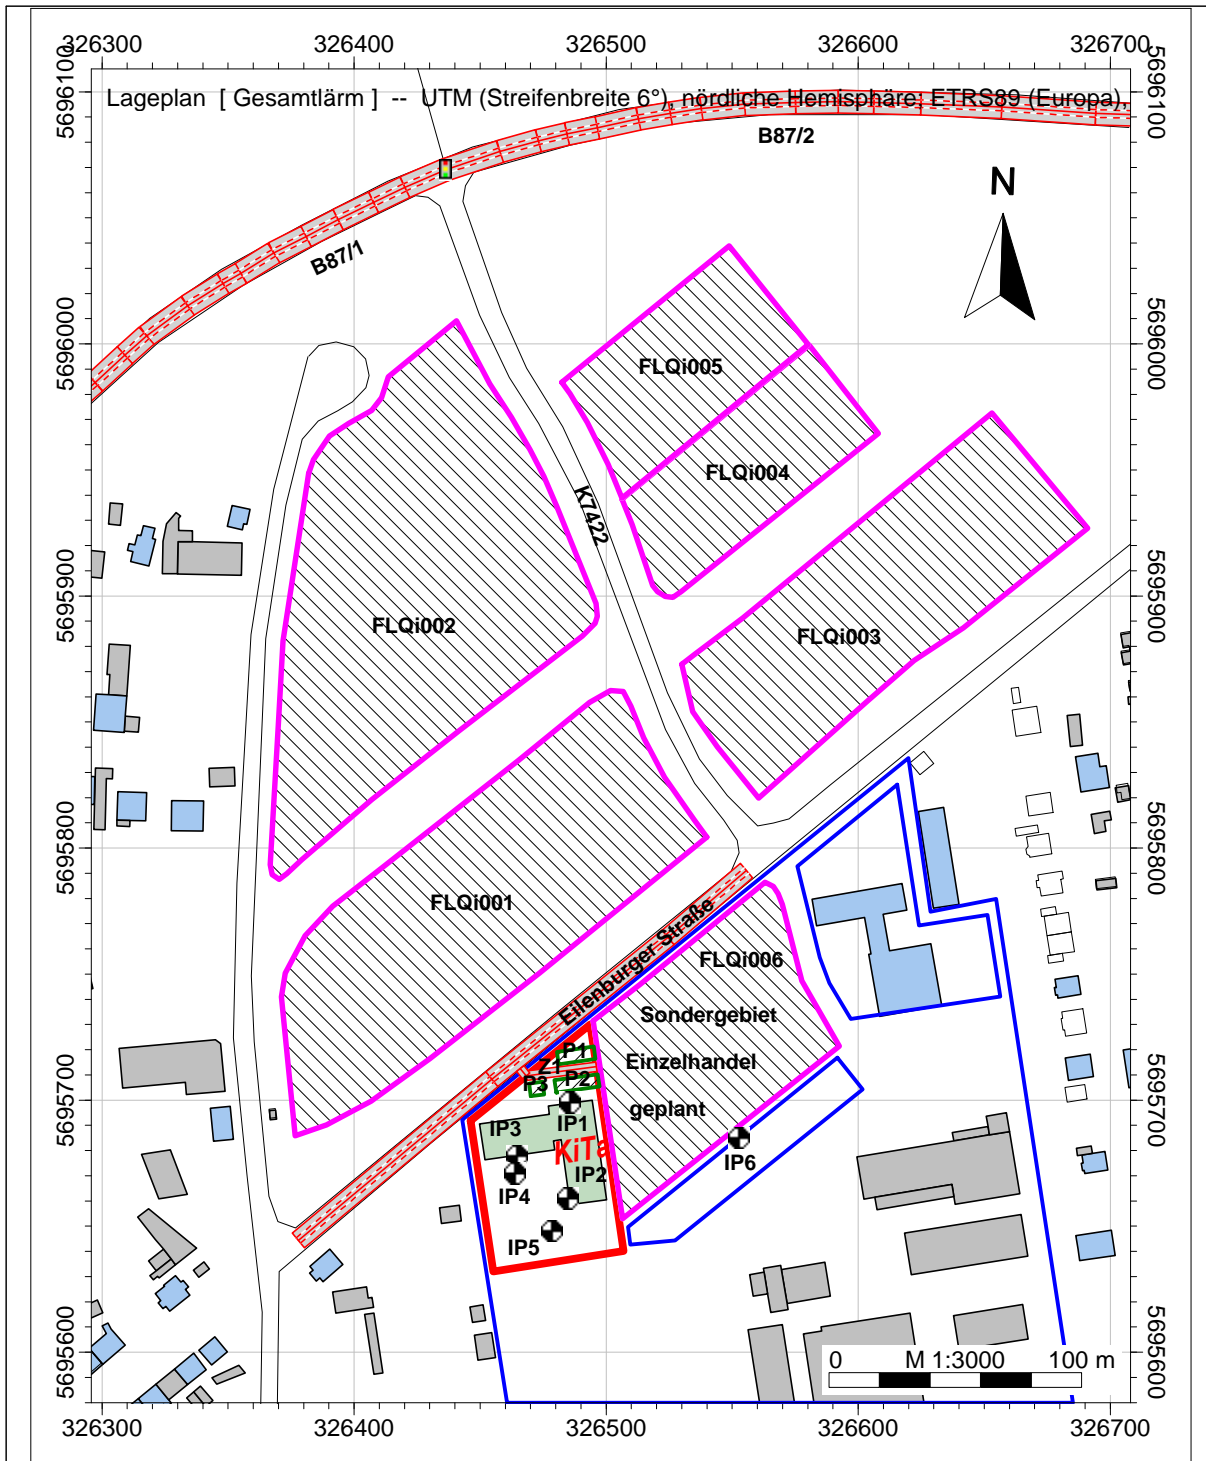 326300 326400 326500 326600 326700
5696100 5696100
Lageplan [ Gesamtlärm ] -- UTM (Streifenbreite 6°), nördliche Hemisphäre; ETRS89 (Europa),
B87/2
N
B87/1
5696000 5696000
FLQi005
FLQi004
K7422
5695900 5695900
FLQi002
FLQi003
5695800 5695800
FLQi001
Eilenburger Straße
FLQi006
Sondergebiet
Einzelhandel
geplant
P1
Z1
P2
P3
5695700 5695700
IP1
IP3
KiTa
IP2
IP6
IP4
IP5
5695600 5695600
0 M 1:3000 100 m
326300 326400 326500 326600 326700